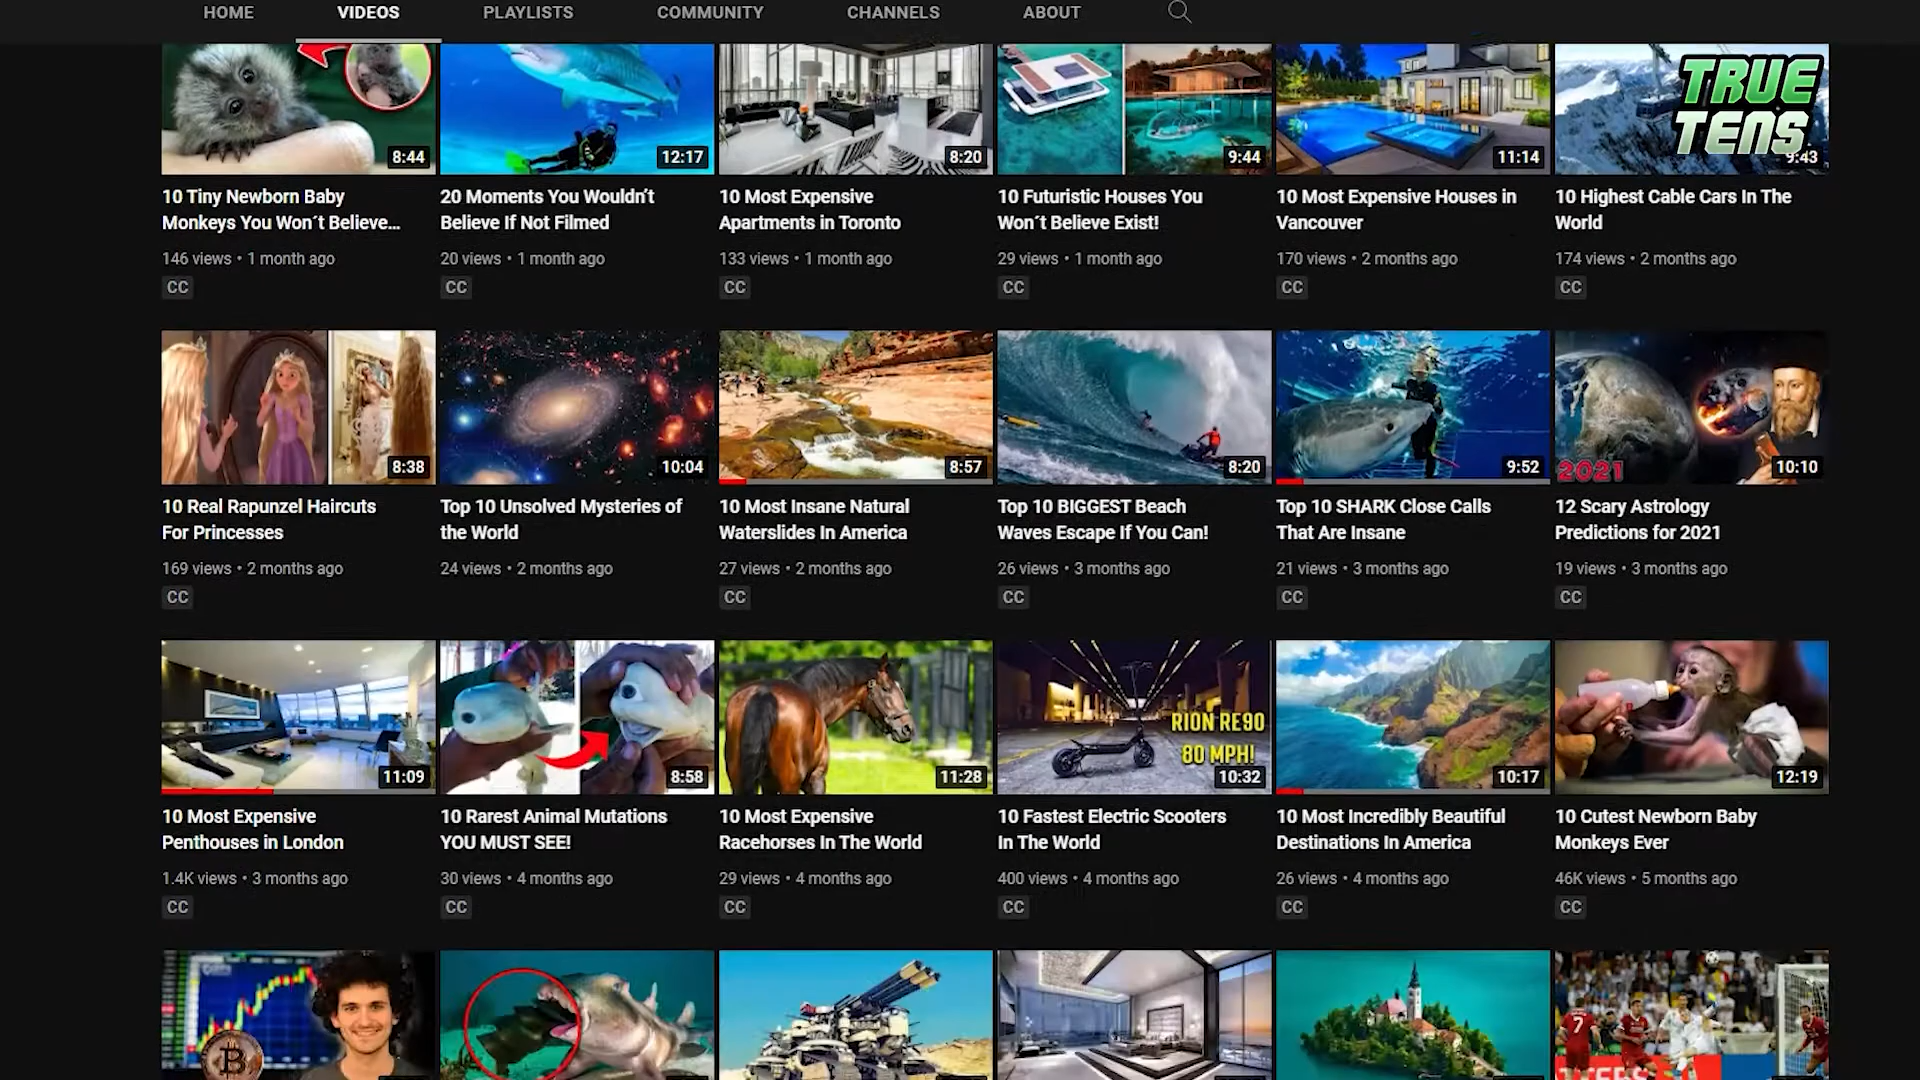 HOME VIDEOS PLAYLISTS COMMUNITY CHANNELS ABOUT
TRUE
TENS
8:44 12:17 8:20 9:44 11:14 9:43
10 Tiny Newborn Baby
Monkeys You Won´t Believe...
146 views • 1 month ago
CC
20 Moments You Wouldn’t
Believe If Not Filmed
20 views • 1 month ago
CC
10 Most Expensive
Apartments in Toronto
133 views • 1 month ago
CC
10 Futuristic Houses You
Won´t Believe Exist!
29 views • 1 month ago
CC
10 Most Expensive Houses in
Vancouver
170 views • 2 months ago
CC
10 Highest Cable Cars In The
World
174 views • 2 months ago
CC
8:38
10 Real Rapunzel Haircuts
For Princesses
169 views • 2 months ago
CC
10:04
Top 10 Unsolved Mysteries of
the World
24 views • 2 months ago
8:57
10 Most Insane Natural
Waterslides In America
27 views • 2 months ago
CC
8:20
Top 10 BIGGEST Beach
Waves Escape If You Can!
26 views • 3 months ago
CC
9:52
Top 10 SHARK Close Calls
That Are Insane
21 views • 3 months ago
CC
2021
10:10
12 Scary Astrology
Predictions for 2021
19 views • 3 months ago
CC
11:09
10 Most Expensive
Penthouses in London
1.4K views • 3 months ago
CC
8:58
10 Rarest Animal Mutations
YOU MUST SEE!
30 views • 4 months ago
CC
11:28
10 Most Expensive
Racehorses In The World
29 views • 4 months ago
CC
RION RE90
80 MPH!
10:32
10 Fastest Electric Scooters
In The World
400 views • 4 months ago
CC
10:17
10 Most Incredibly Beautiful
Destinations In America
26 views • 4 months ago
CC
12:19
10 Cutest Newborn Baby
Monkeys Ever
46K views • 5 months ago
CC
7